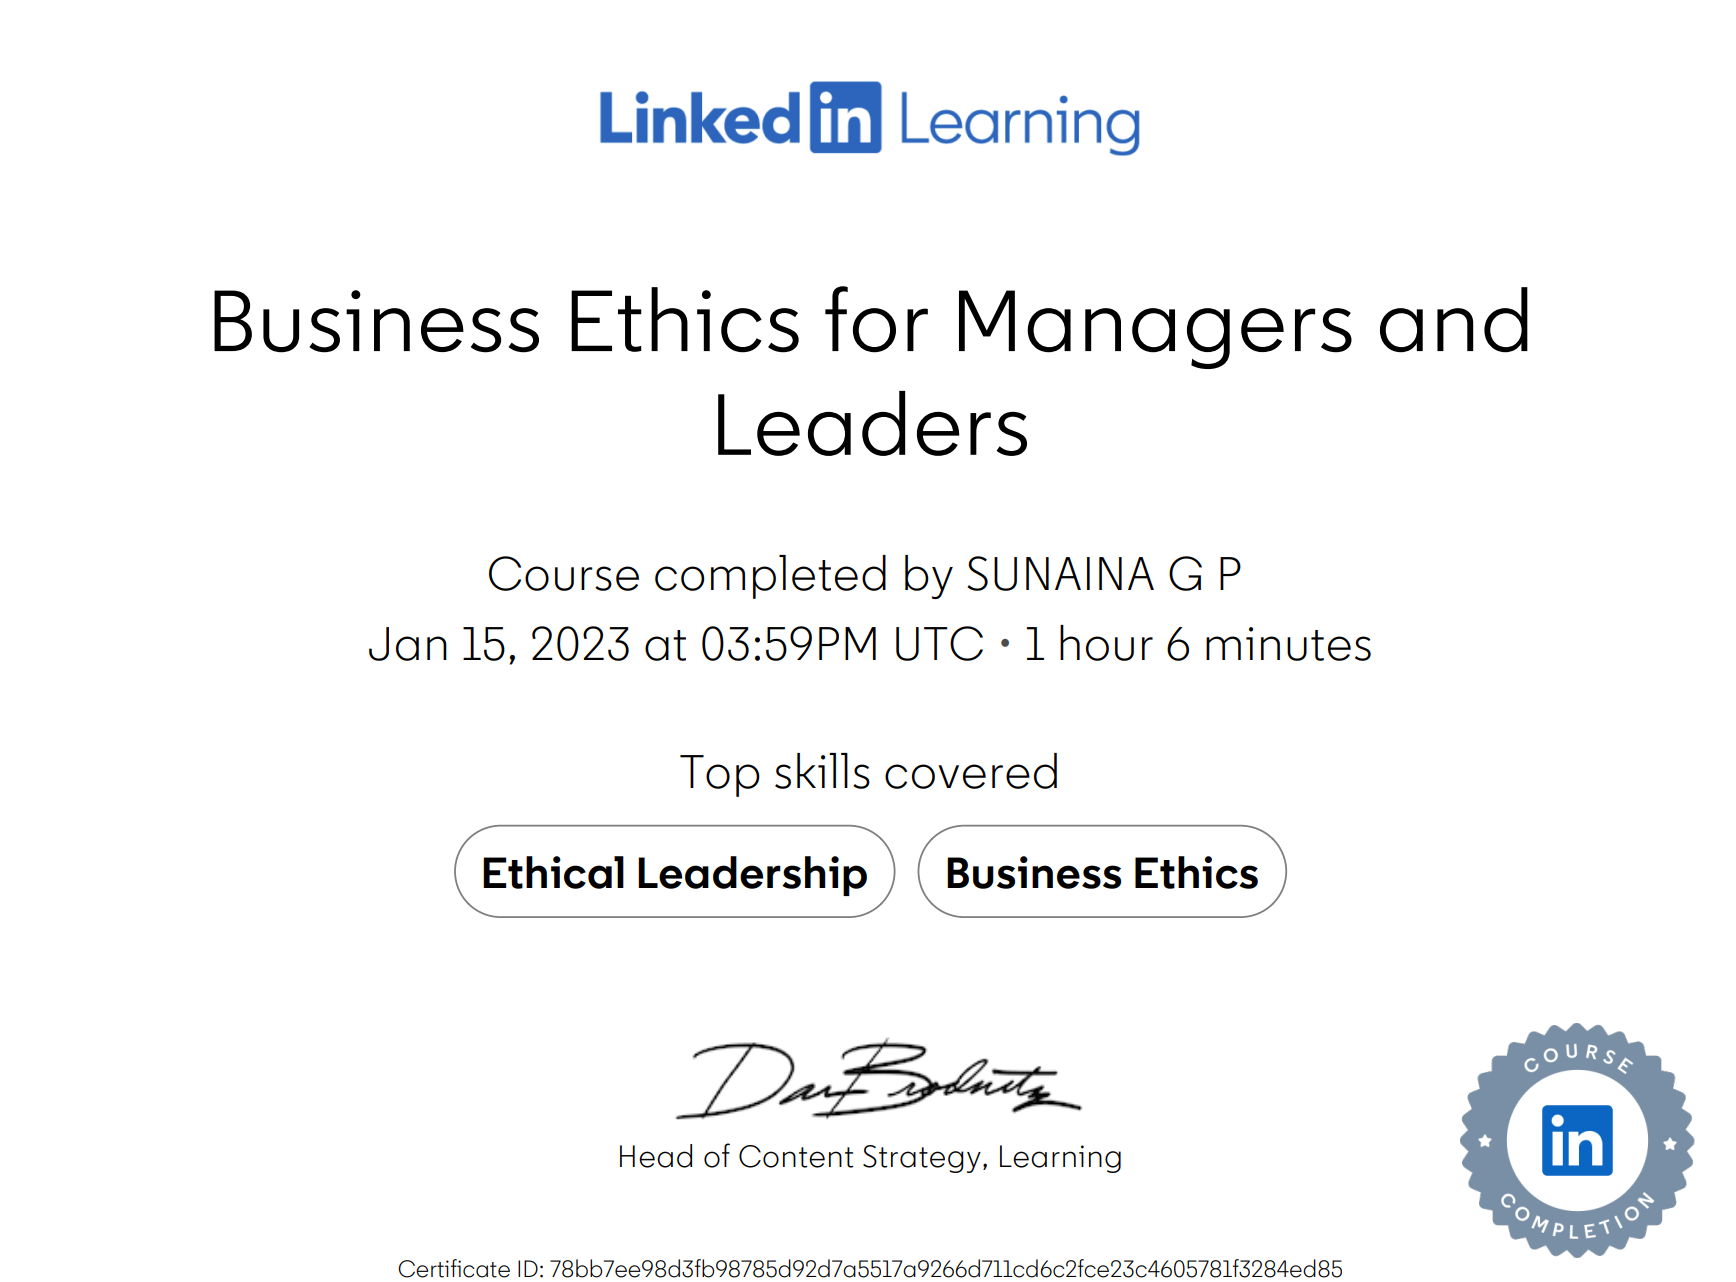 Linked in Learning
Business Ethics for Managers and
Leaders
Course completed by SUNAINA G P
Jan 15, 2023 at 03:59PM UTC • 1 hour 6 minutes
Top skills covered
Ethical Leadership Business Ethics
Dan Brodnitz
Head of Content Strategy, Learning
COURSE
in
COMPLETION
Certificate ID: 78bb7ee98d3fb98785d92d7a5517a9266d711cd6c2fce23c4605781f3284ed85